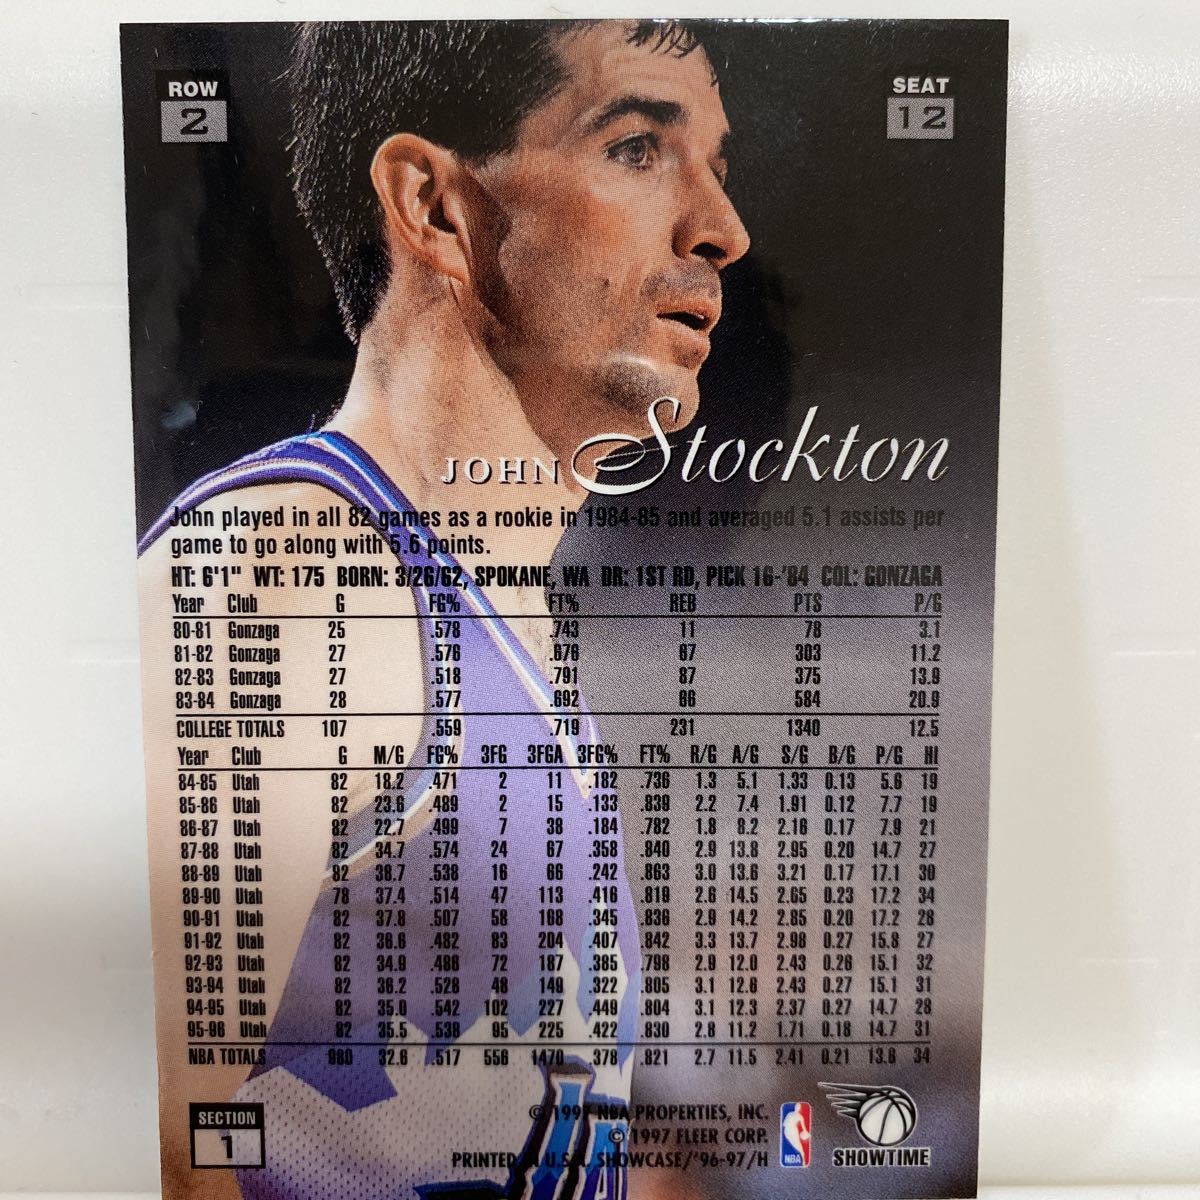 ROW
2
SEAT
12
JOHN Stockton
John played in all 82 games as a rookie in 1984-85 and averaged 5.1 assists per
game to go along with 5.6 points.
HT: 6'1" WT: 175 BORN: 3/26/62, SPOKANE, WA DR: 1ST RD, PICK 16-'84 COL: GONZAGA
Year Club G FG% FT% REB PTS P/G
80-81 Gonzaga 25 .578 .743 11 78 3.1
81-82 Gonzaga 27 .576 .676 67 303 11.2
82-83 Gonzaga 27 .518 .791 87 375 13.9
83-84 Gonzaga 28 .577 .692 66 584 20.9
COLLEGE TOTALS 107 .559 .719 231 1340 12.5
Year Club G M/G FG% 3FG 3FGA 3FG% FT% R/G A/G S/G B/G P/G HI
84-85 Utah 82 18.2 .471 2 11 .182 .736 1.3 5.1 1.33 0.13 5.6 19
85-86 Utah 82 23.6 .489 2 15 .133 .839 2.2 7.4 1.91 0.12 7.7 19
86-87 Utah 82 22.7 .499 7 38 .184 .782 1.8 8.2 2.16 0.17 7.9 21
87-88 Utah 82 34.7 .574 24 67 .358 .840 2.9 13.8 2.95 0.20 14.7 27
88-89 Utah 82 38.7 .538 16 66 .242 .863 3.0 13.6 3.21 0.17 17.1 30
89-90 Utah 78 37.4 .514 47 113 .416 .819 2.6 14.5 2.65 0.23 17.2 34
90-91 Utah 82 37.8 .507 58 168 .345 .836 2.9 14.2 2.85 0.20 17.2 28
91-92 Utah 82 36.6 .482 83 204 .407 .842 3.3 13.7 2.98 0.27 15.8 27
92-93 Utah 82 34.9 .486 72 187 .385 .798 2.9 12.0 2.43 0.26 15.1 32
93-94 Utah 82 36.2 .528 48 149 .322 .805 3.1 12.6 2.43 0.27 15.1 31
94-95 Utah 82 35.0 .542 102 227 .449 .804 3.1 12.3 2.37 0.27 14.7 28
95-96 Utah 82 35.5 .538 95 225 .422 .830 2.8 11.2 1.71 0.18 14.7 31
NBA TOTALS 980 32.6 .517 556 1470 .378 .821 2.7 11.5 2.41 0.21 13.6 34
SECTION
1
© 1997 NBA PROPERTIES, INC.
© 1997 FLEER CORP.
PRINTED IN U.S.A. SHOWCASE/'96-97/H
NBA
SHOWTIME